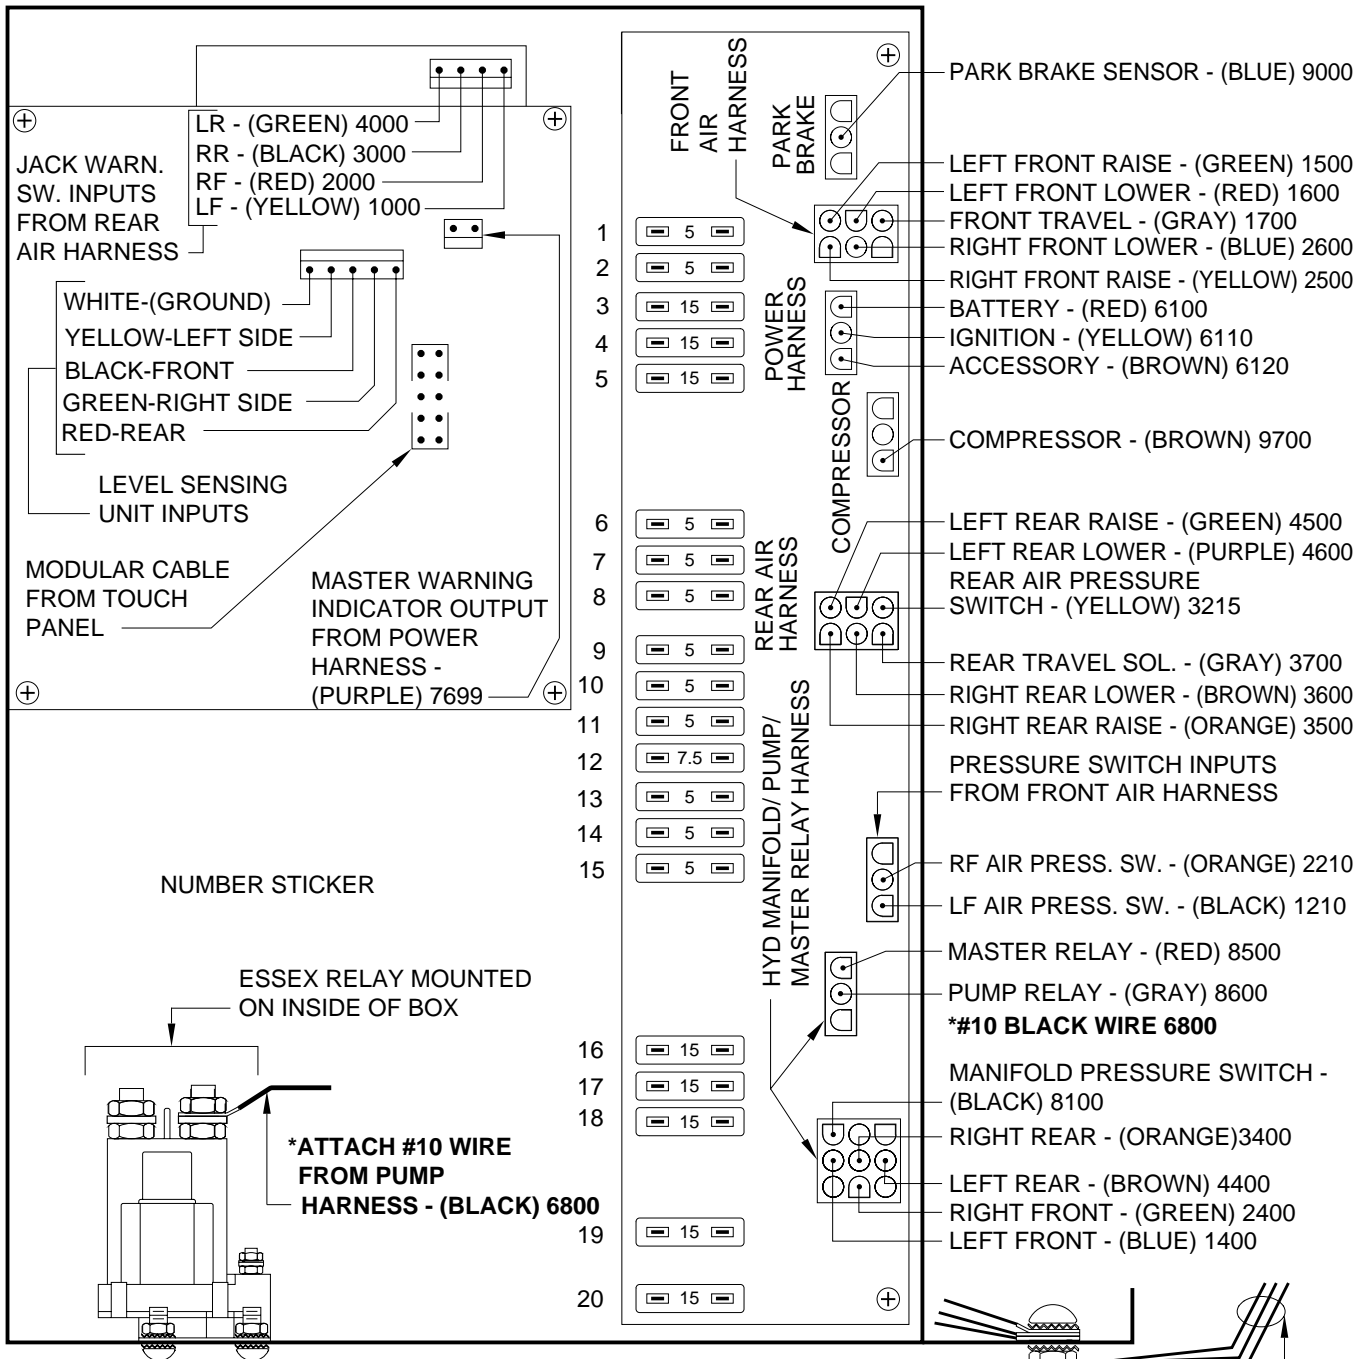 LR - (GREEN) 4000
RR - (BLACK) 3000
RF - (RED) 2000
LF - (YELLOW) 1000
JACK WARN.
SW. INPUTS
FROM REAR
AIR HARNESS
WHITE-(GROUND)
YELLOW-LEFT SIDE
BLACK-FRONT
GREEN-RIGHT SIDE
RED-REAR
LEVEL SENSING
UNIT INPUTS
MODULAR CABLE
FROM TOUCH
PANEL
MASTER WARNING
INDICATOR OUTPUT
FROM POWER
HARNESS -
(PURPLE) 7699
NUMBER STICKER
ESSEX RELAY MOUNTED
ON INSIDE OF BOX
*ATTACH #10 WIRE
FROM PUMP
HARNESS - (BLACK) 6800
1 5
2 5
3 15
4 15
5 15
6 5
7 5
8 5
9 5
10 5
11 5
12 7.5
13 5
14 5
15 5
16 15
17 15
18 15
19 15
20 15
FRONT
AIR
HARNESS
PARK
BRAKE
POWER
HARNESS
COMPRESSOR
REAR AIR
HARNESS
HYD MANIFOLD/ PUMP/
MASTER RELAY HARNESS
PARK BRAKE SENSOR - (BLUE) 9000
LEFT FRONT RAISE - (GREEN) 1500
LEFT FRONT LOWER - (RED) 1600
FRONT TRAVEL - (GRAY) 1700
RIGHT FRONT LOWER - (BLUE) 2600
RIGHT FRONT RAISE - (YELLOW) 2500
BATTERY - (RED) 6100
IGNITION - (YELLOW) 6110
ACCESSORY - (BROWN) 6120
COMPRESSOR - (BROWN) 9700
LEFT REAR RAISE - (GREEN) 4500
LEFT REAR LOWER - (PURPLE) 4600
REAR AIR PRESSURE
SWITCH - (YELLOW) 3215
REAR TRAVEL SOL. - (GRAY) 3700
RIGHT REAR LOWER - (BROWN) 3600
RIGHT REAR RAISE - (ORANGE) 3500
PRESSURE SWITCH INPUTS
FROM FRONT AIR HARNESS
RF AIR PRESS. SW. - (ORANGE) 2210
LF AIR PRESS. SW. - (BLACK) 1210
MASTER RELAY - (RED) 8500
PUMP RELAY - (GRAY) 8600
*#10 BLACK WIRE 6800
MANIFOLD PRESSURE SWITCH -
(BLACK) 8100
RIGHT REAR - (ORANGE)3400
LEFT REAR - (BROWN) 4400
RIGHT FRONT - (GREEN) 2400
LEFT FRONT - (BLUE) 1400